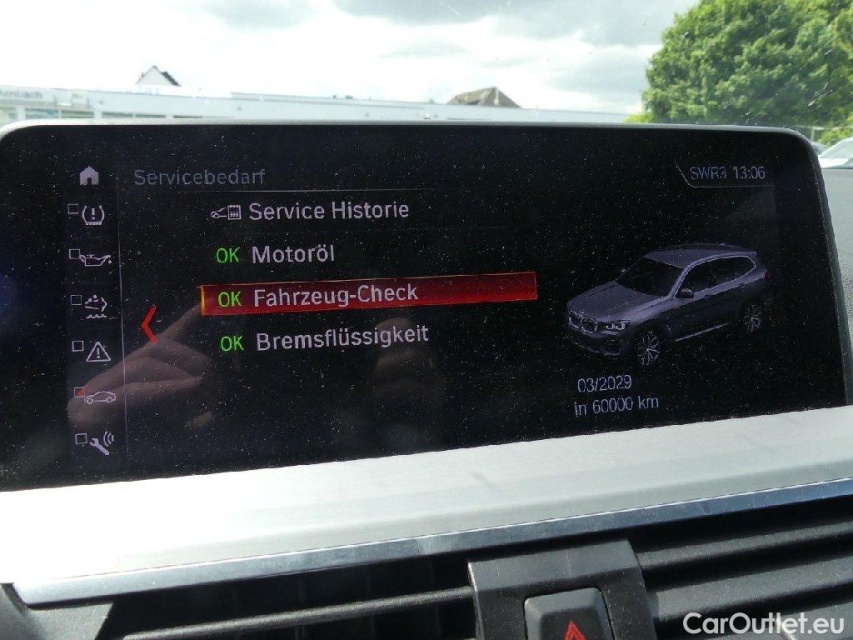 Servicebedarf
SWR3 13:06
Service Historie
OK Motoröl
OK Fahrzeug-Check
OK Bremsflüssigkeit
03/2029
in 60000 km
CarOutlet.eu